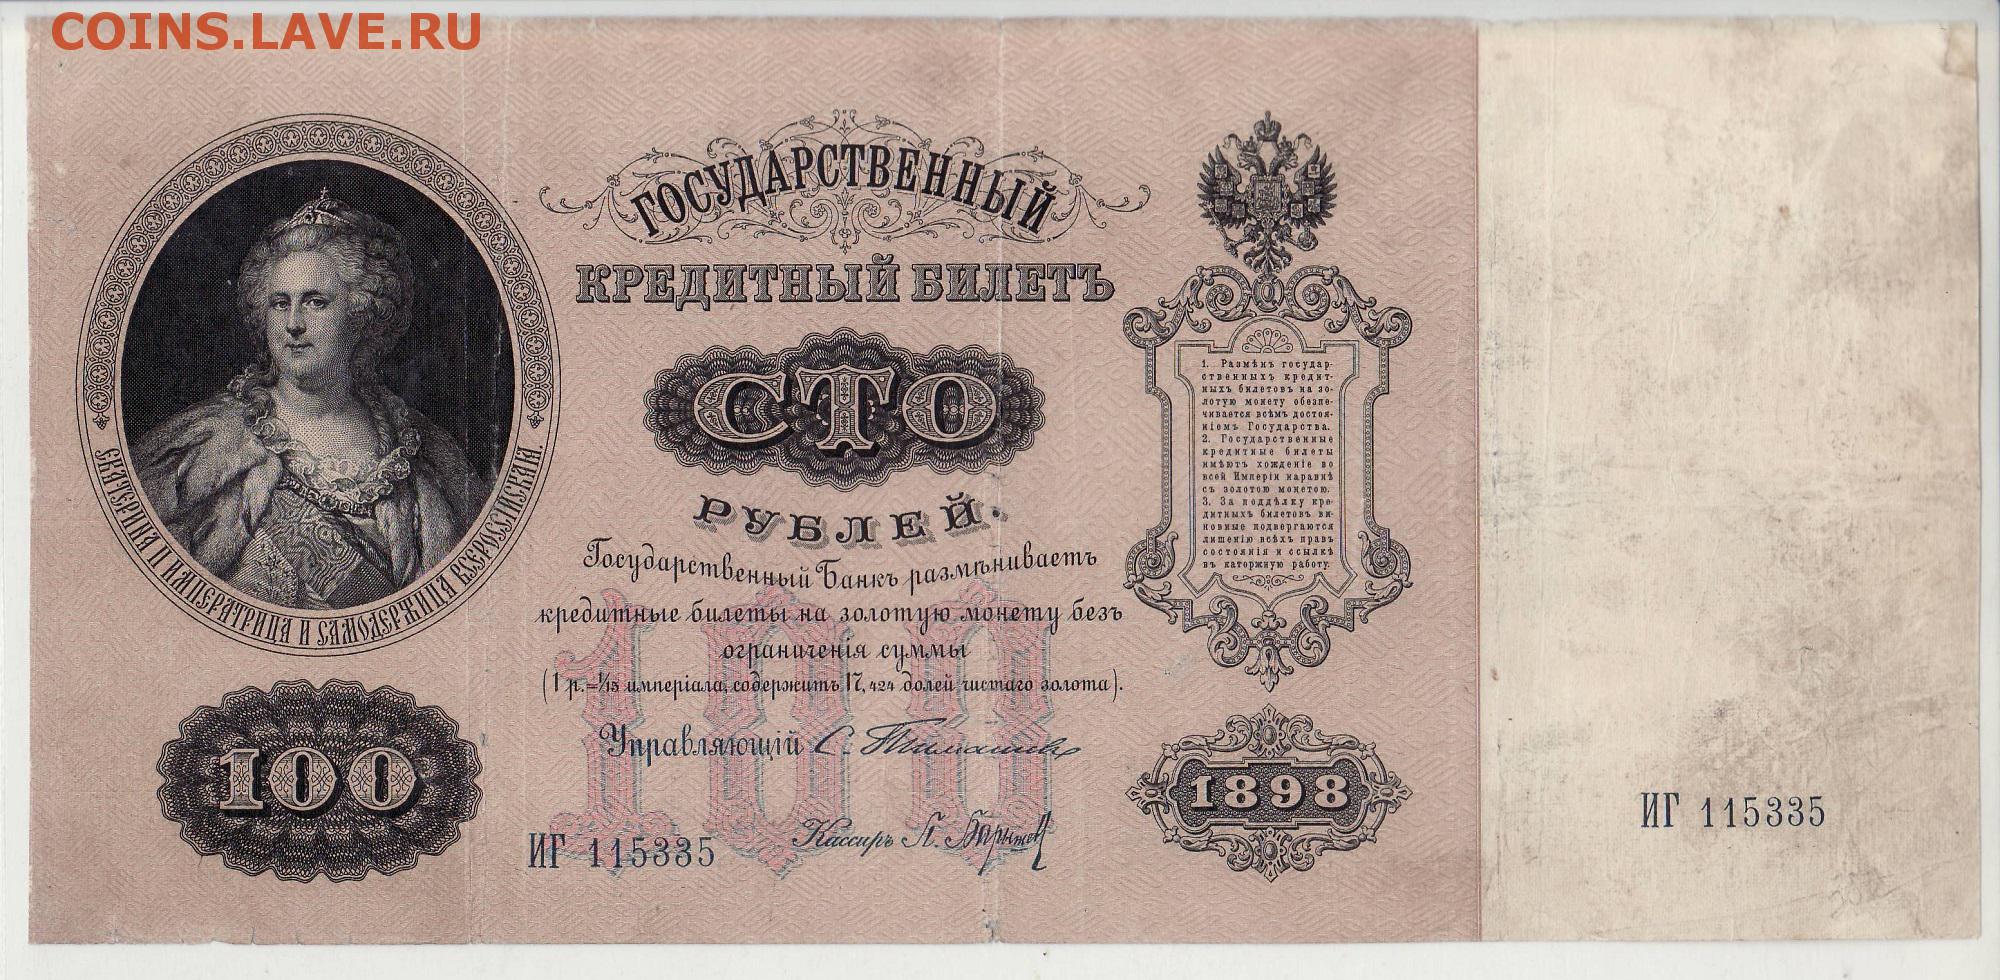 COINS.LAVE.RU
ГОСУДАРСТВЕННЫЙ
КРЕДИТНЫЙ БИЛЕТЪ
СТО
РУБЛЕЙ.
Государственный Банкъ размѣниваетъ
кредитные билеты на золотую монету безъ
ограниченія суммы
(1 р.=1/15 имперіала, содержитъ 17,424 долей чистаго золота).
Управляющій С. Тимашевъ
Кассиръ
ИГ 115335
100
ЕКАТЕРИНА II ИМПЕРАТРИЦА И САМОДЕРЖИЦА ВСЕРОССІЙСКАЯ.
100
1. Размѣнъ государ-
ственныхъ кредит-
ныхъ билетовъ на зо-
лотую монету обезпе-
чивается всѣмъ достоя-
ніемъ Государства.
2. Государственные
кредитные билеты
имѣютъ хожденіе во
всей Имперіи наравнѣ
съ золотою монетою.
3. За поддѣлку кре-
дитныхъ билетовъ ви-
новные подвергаются
лишенію всѣхъ правъ
состоянія и ссылкѣ
въ каторжную работу.
1898
ИГ 115335